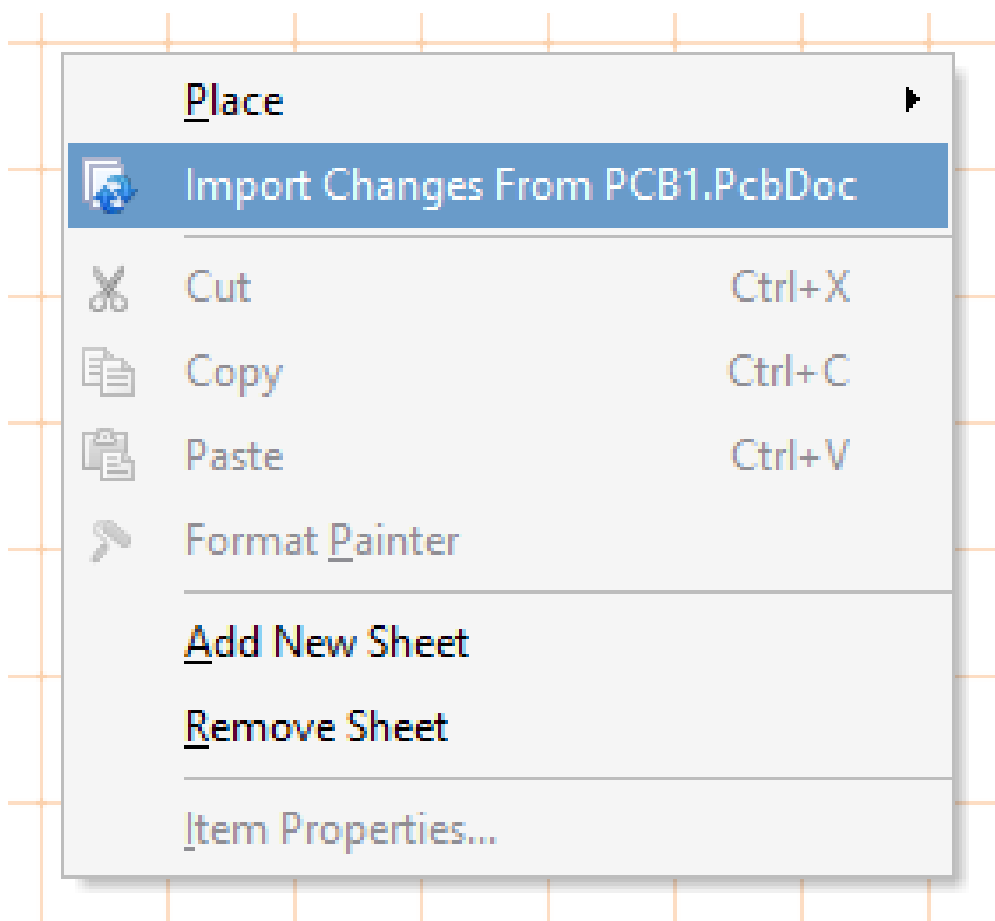 Place
Import Changes From PCB1.PcbDoc
Cut Ctrl+X
Copy Ctrl+C
Paste Ctrl+V
Format Painter
Add New Sheet
Remove Sheet
Item Properties...